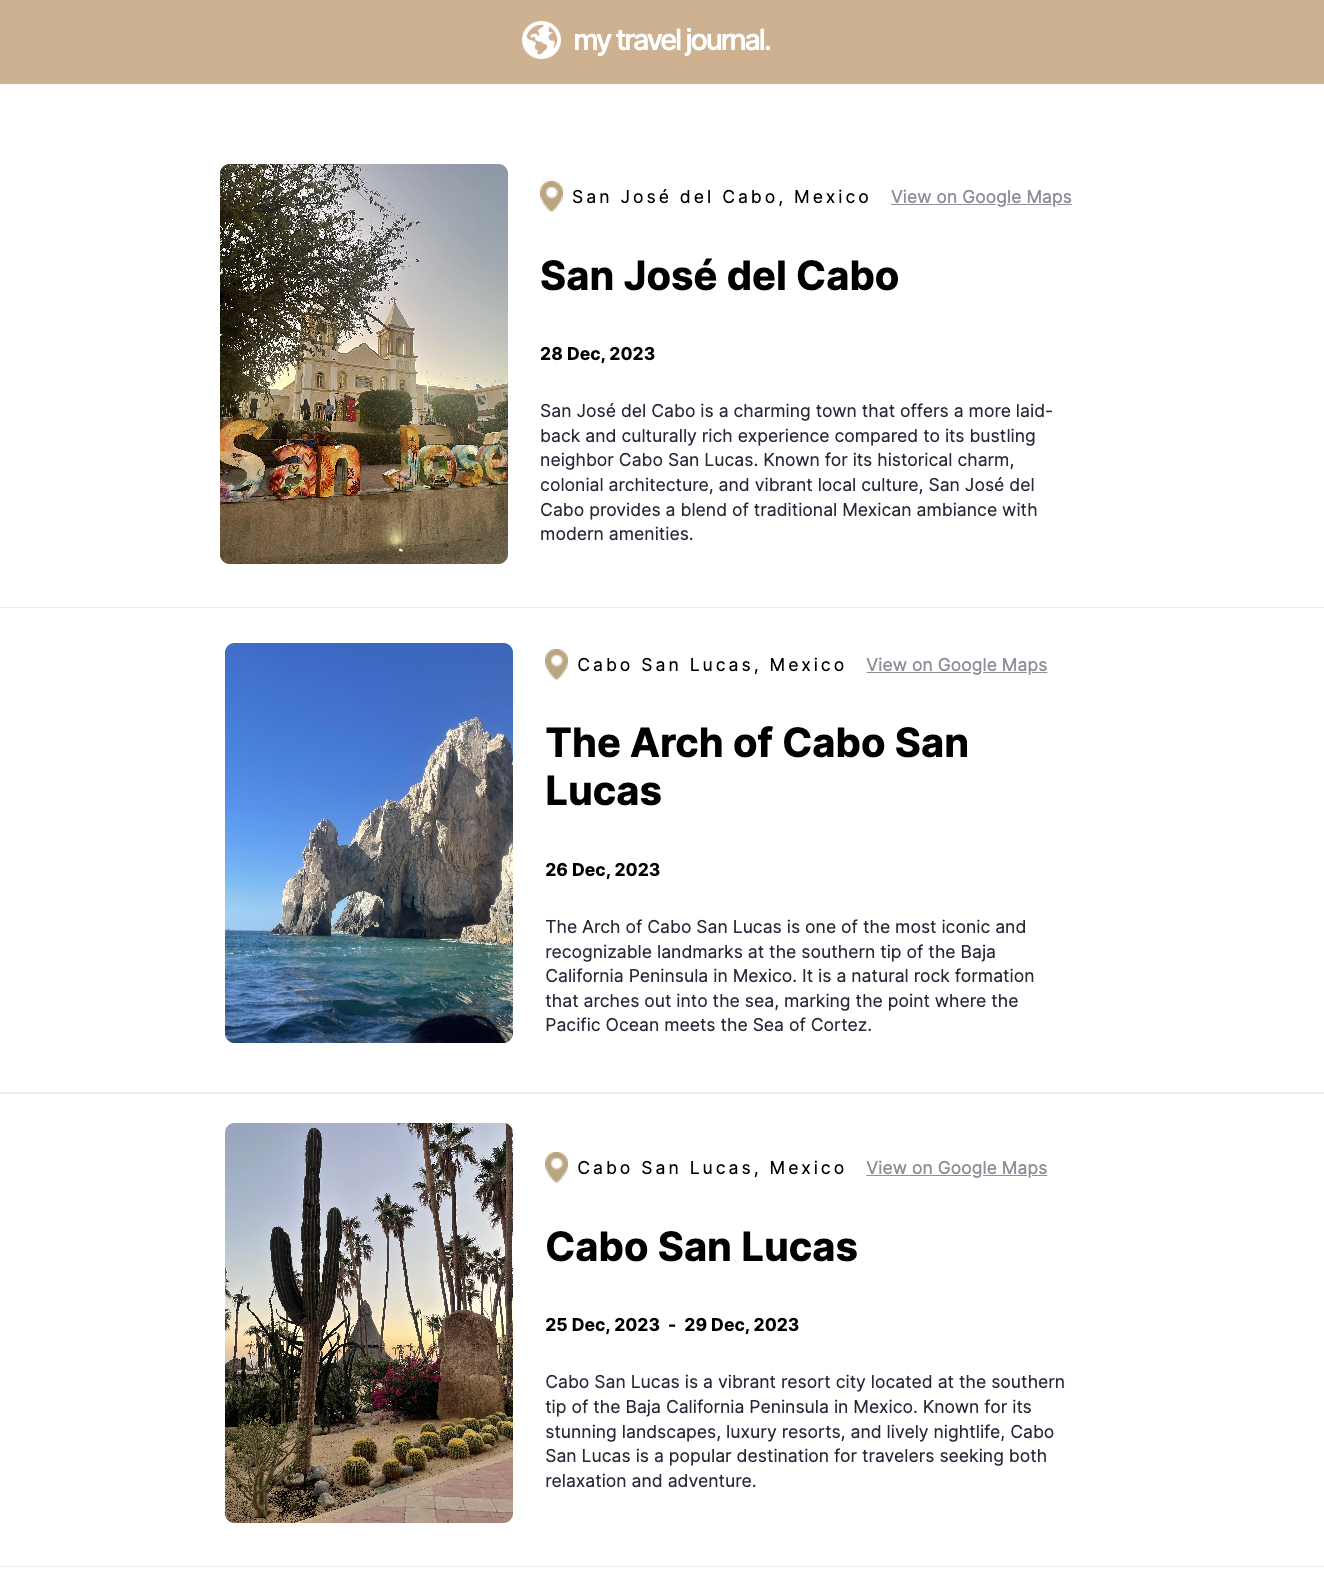 my travel journal.
San José del Cabo, Mexico View on Google Maps
San José del Cabo
28 Dec, 2023
San José del Cabo is a charming town that offers a more laid-
back and culturally rich experience compared to its bustling
neighbor Cabo San Lucas. Known for its historical charm,
colonial architecture, and vibrant local culture, San José del
Cabo provides a blend of traditional Mexican ambiance with
modern amenities.
San José
Cabo San Lucas, Mexico View on Google Maps
The Arch of Cabo San
Lucas
26 Dec, 2023
The Arch of Cabo San Lucas is one of the most iconic and
recognizable landmarks at the southern tip of the Baja
California Peninsula in Mexico. It is a natural rock formation
that arches out into the sea, marking the point where the
Pacific Ocean meets the Sea of Cortez.
Cabo San Lucas, Mexico View on Google Maps
Cabo San Lucas
25 Dec, 2023 - 29 Dec, 2023
Cabo San Lucas is a vibrant resort city located at the southern
tip of the Baja California Peninsula in Mexico. Known for its
stunning landscapes, luxury resorts, and lively nightlife, Cabo
San Lucas is a popular destination for travelers seeking both
relaxation and adventure.